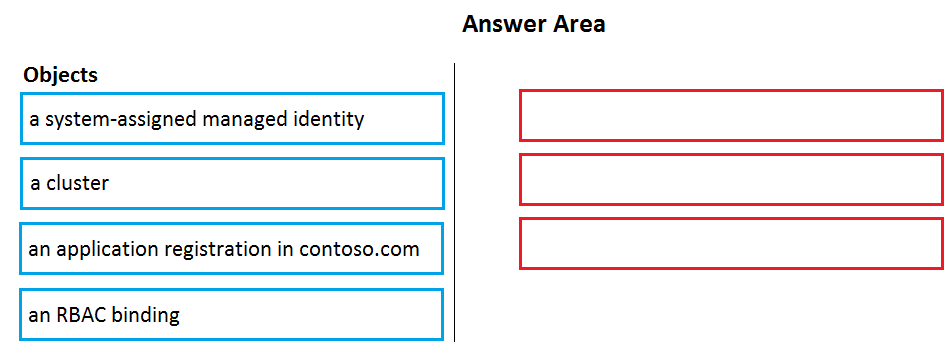 Answer Area
Objects
a system-assigned managed identity
a cluster
an application registration in contoso.com
an RBAC binding